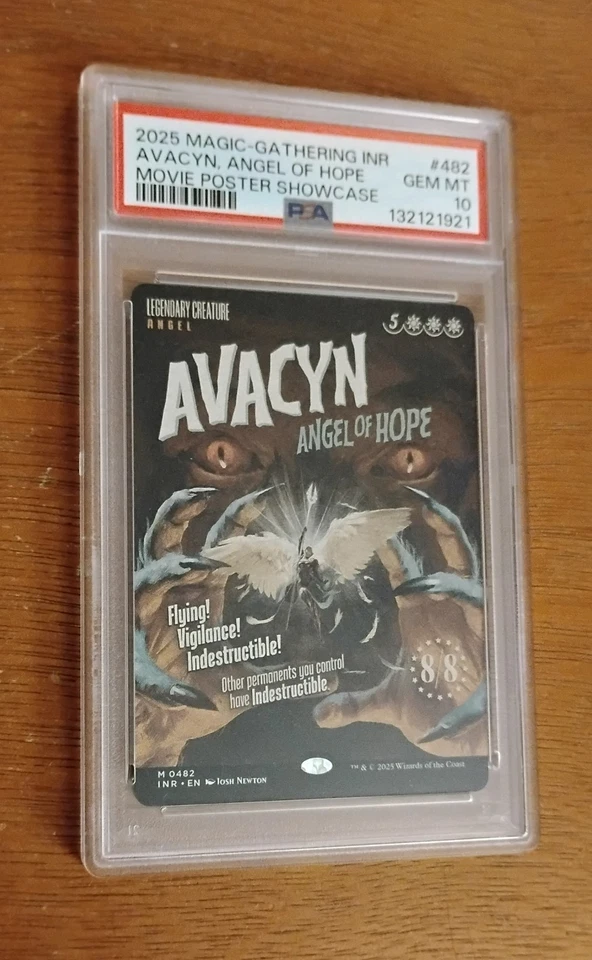 2025 MAGIC-GATHERING INR #482
AVACYN, ANGEL OF HOPE GEM MT
MOVIE POSTER SHOWCASE 10
PSA 132121921
LEGENDARY CREATURE
ANGEL
5
AVACYN
ANGEL OF HOPE
Flying!
Vigilance!
Indestructible!
Other permanents you control
have Indestructible.
8/8
M 0482
INR • EN JOSH NEWTON
™ & © 2025 Wizards of the Coast